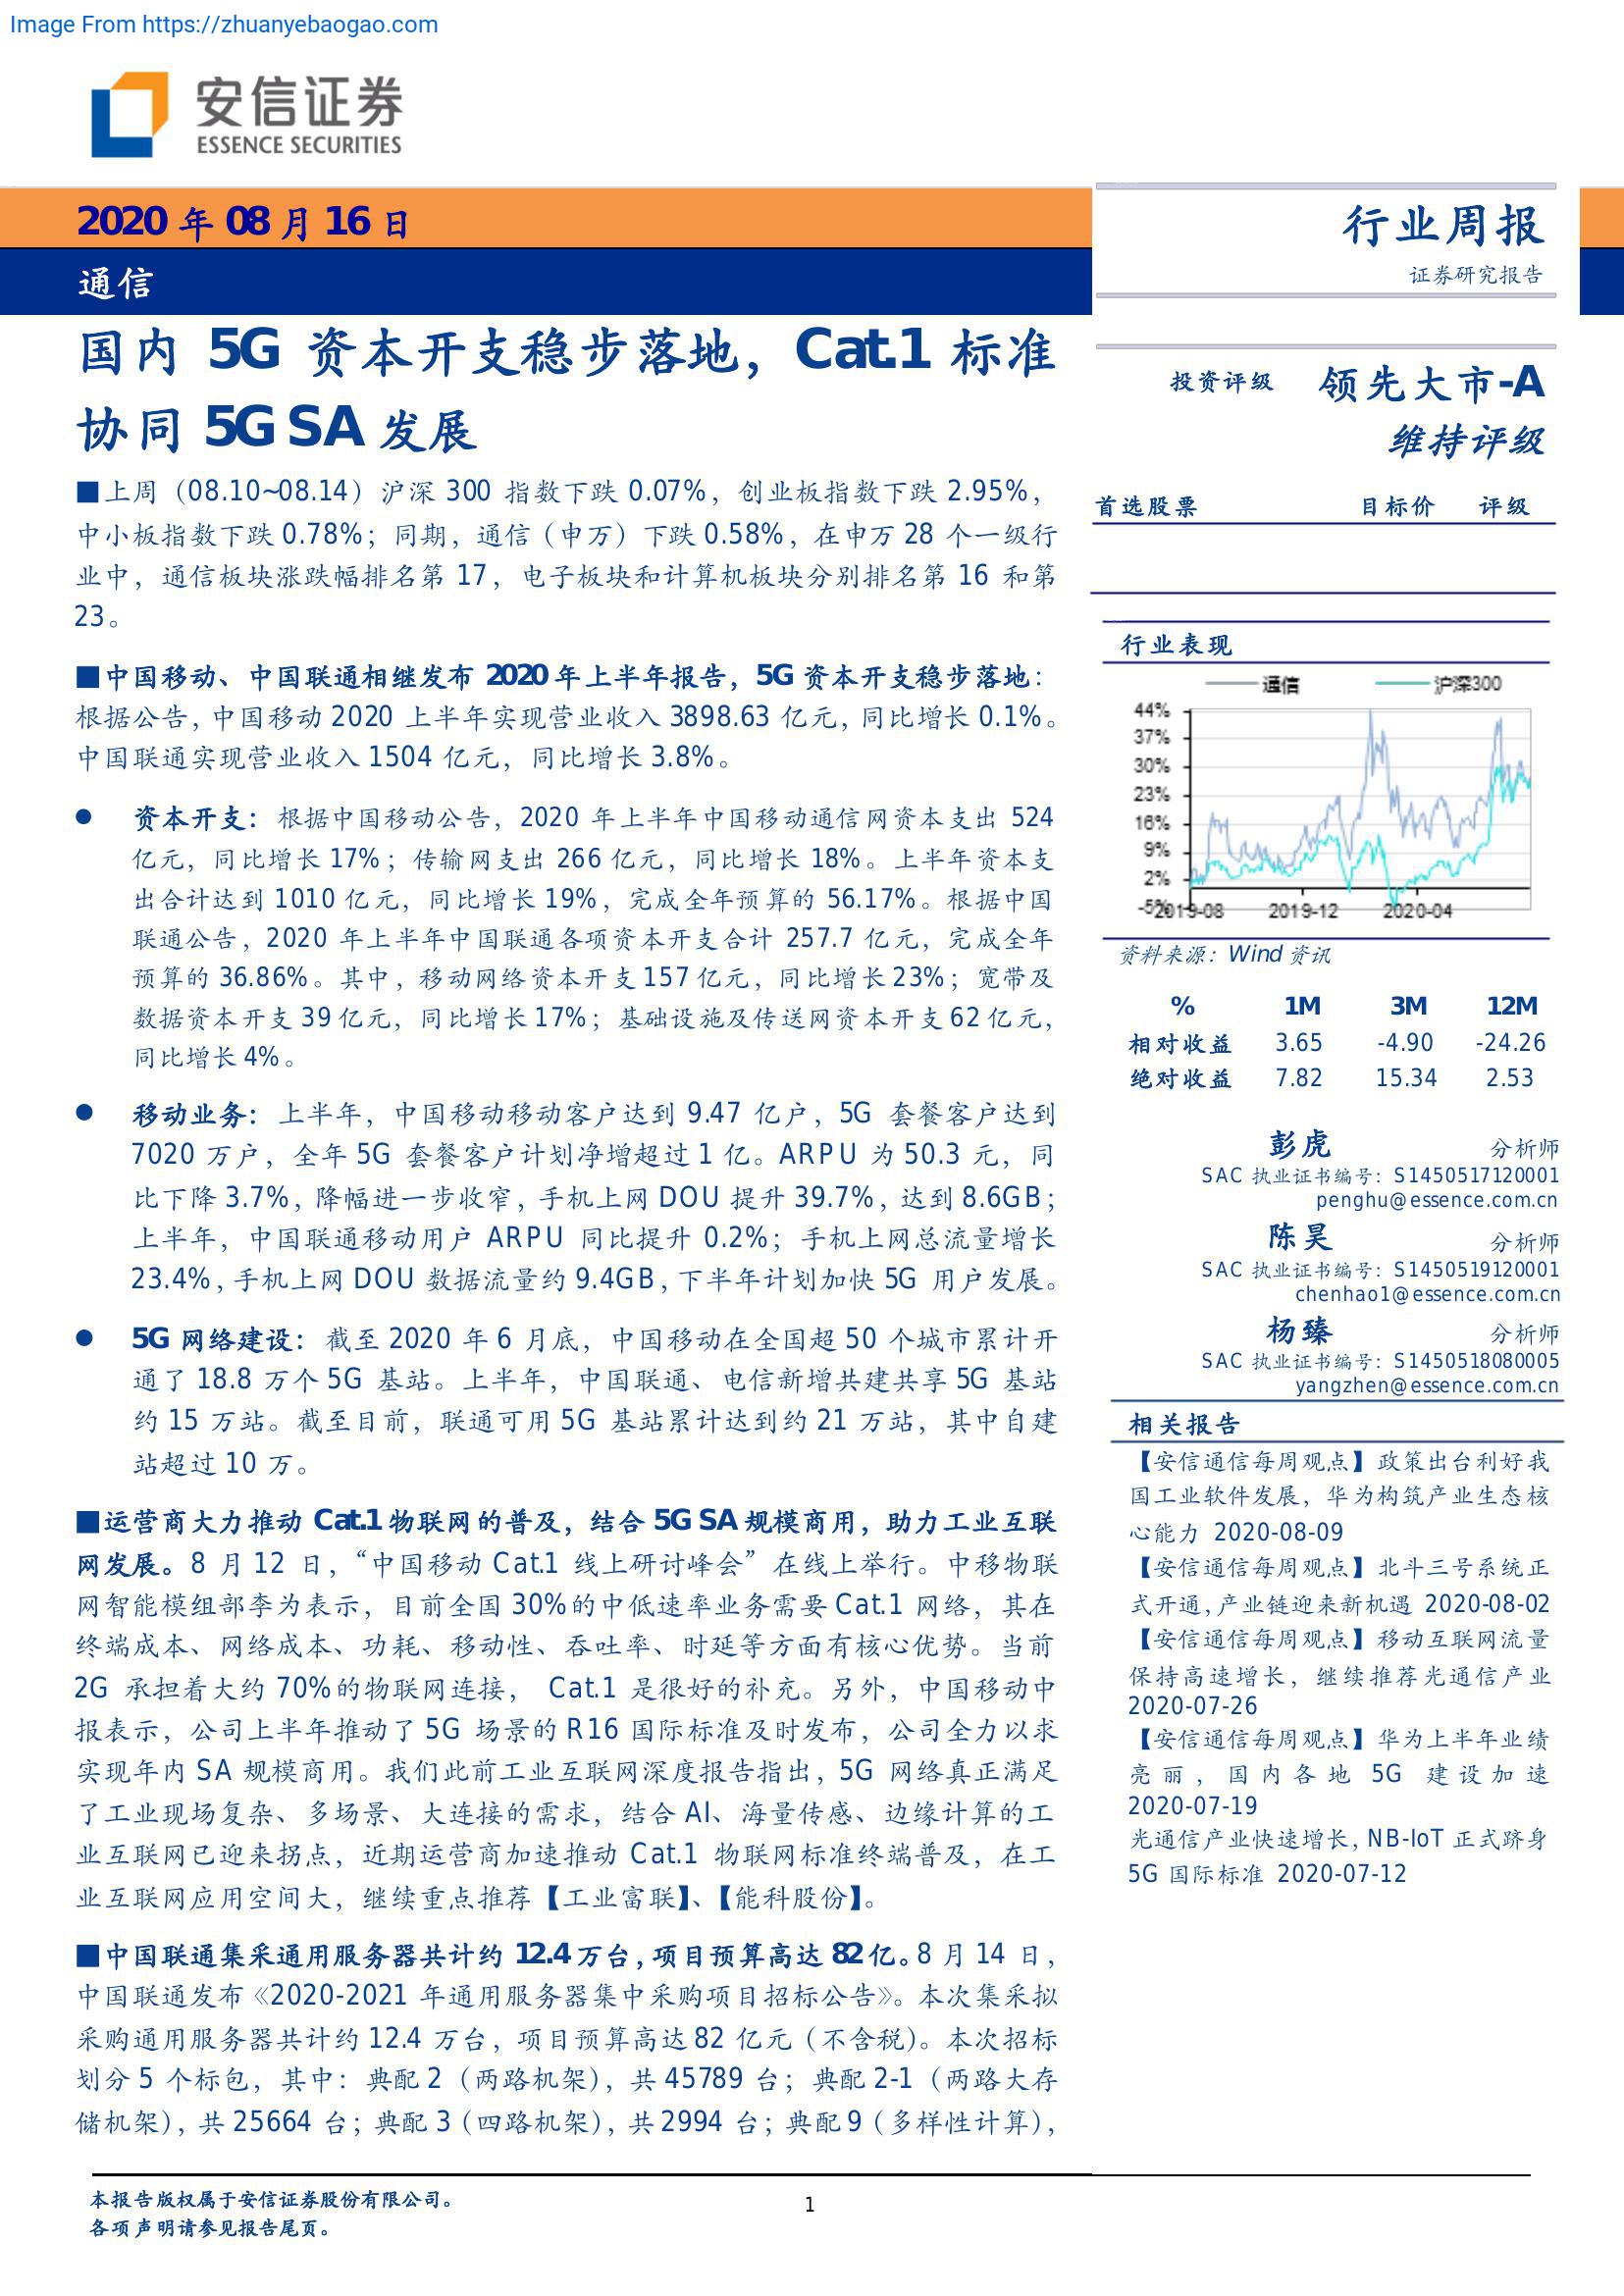 Image From https://zhuanyebaogao.com
安信证券
ESSENCE SECURITIES
2020 年 08 月 16 日
通信
行业周报
证券研究报告
国内 5G 资本开支稳步落地，Cat.1 标准
协同 5G SA 发展
■上周（08.10~08.14）沪深 300 指数下跌 0.07%，创业板指数下跌 2.95%，
中小板指数下跌 0.78%；同期，通信（申万）下跌 0.58%，在申万 28 个一级行
业中，通信板块涨跌幅排名第 17，电子板块和计算机板块分别排名第 16 和第
23。
■中国移动、中国联通相继发布 2020 年上半年报告，5G 资本开支稳步落地：
根据公告，中国移动 2020 上半年实现营业收入 3898.63 亿元，同比增长 0.1%。
中国联通实现营业收入 1504 亿元，同比增长 3.8%。
● 资本开支：根据中国移动公告，2020 年上半年中国移动通信网资本支出 524
亿元，同比增长 17%；传输网支出 266 亿元，同比增长 18%。上半年资本支
出合计达到 1010 亿元，同比增长 19%，完成全年预算的 56.17%。根据中国
联通公告，2020 年上半年中国联通各项资本开支合计 257.7 亿元，完成全年
预算的 36.86%。其中，移动网络资本开支 157 亿元，同比增长 23%；宽带及
数据资本开支 39 亿元，同比增长 17%；基础设施及传送网资本开支 62 亿元，
同比增长 4%。
● 移动业务：上半年，中国移动移动客户达到 9.47 亿户，5G 套餐客户达到
7020 万户，全年 5G 套餐客户计划净增超过 1 亿。ARPU 为 50.3 元，同
比下降 3.7%，降幅进一步收窄，手机上网 DOU 提升 39.7%，达到 8.6GB；
上半年，中国联通移动用户 ARPU 同比提升 0.2%；手机上网总流量增长
23.4%，手机上网 DOU 数据流量约 9.4GB，下半年计划加快 5G 用户发展。
● 5G 网络建设：截至 2020 年 6 月底，中国移动在全国超 50 个城市累计开
通了 18.8 万个 5G 基站。上半年，中国联通、电信新增共建共享 5G 基站
约 15 万站。截至目前，联通可用 5G 基站累计达到约 21 万站，其中自建
站超过 10 万。
■运营商大力推动 Cat.1 物联网的普及，结合 5G SA 规模商用，助力工业互联
网发展。8 月 12 日，“中国移动 Cat.1 线上研讨峰会”在线上举行。中移物联
网智能模组部李为表示，目前全国 30%的中低速率业务需要 Cat.1 网络，其在
终端成本、网络成本、功耗、移动性、吞吐率、时延等方面有核心优势。当前
2G 承担着大约 70%的物联网连接， Cat.1 是很好的补充。另外，中国移动中
报表示，公司上半年推动了 5G 场景的 R16 国际标准及时发布，公司全力以求
实现年内 SA 规模商用。我们此前工业互联网深度报告指出，5G 网络真正满足
了工业现场复杂、多场景、大连接的需求，结合 AI、海量传感、边缘计算的工
业互联网已迎来拐点，近期运营商加速推动 Cat.1 物联网标准终端普及，在工
业互联网应用空间大，继续重点推荐【工业富联】、【能科股份】。
■中国联通集采通用服务器共计约 12.4 万台，项目预算高达 82 亿。8 月 14 日，
中国联通发布《2020-2021 年通用服务器集中采购项目招标公告》。本次集采拟
采购通用服务器共计约 12.4 万台，项目预算高达 82 亿元（不含税）。本次招标
划分 5 个标包，其中：典配 2（两路机架），共 45789 台；典配 2-1（两路大存
储机架），共 25664 台；典配 3（四路机架），共 2994 台；典配 9（多样性计算），
投资评级 领先大市-A
维持评级
首选股票 目标价 评级
行业表现
通信 沪深300
44%
37%
30%
23%
16%
9%
2%
-5%
2019-08 2019-12 2020-04
资料来源：Wind 资讯
% 1M 3M 12M
相对收益 3.65 -4.90 -24.26
绝对收益 7.82 15.34 2.53
彭虎 分析师
SAC 执业证书编号：S1450517120001
penghu@essence.com.cn
陈昊 分析师
SAC 执业证书编号：S1450519120001
chenhao1@essence.com.cn
杨臻 分析师
SAC 执业证书编号：S1450518080005
yangzhen@essence.com.cn
相关报告
【安信通信每周观点】政策出台利好我
国工业软件发展，华为构筑产业生态核
心能力 2020-08-09
【安信通信每周观点】北斗三号系统正
式开通，产业链迎来新机遇 2020-08-02
【安信通信每周观点】移动互联网流量
保持高速增长，继续推荐光通信产业
2020-07-26
【安信通信每周观点】华为上半年业绩
亮丽，国内各地 5G 建设加速
2020-07-19
光通信产业快速增长，NB-IoT 正式跻身
5G 国际标准 2020-07-12
本报告版权属于安信证券股份有限公司。
各项声明请参见报告尾页。
1